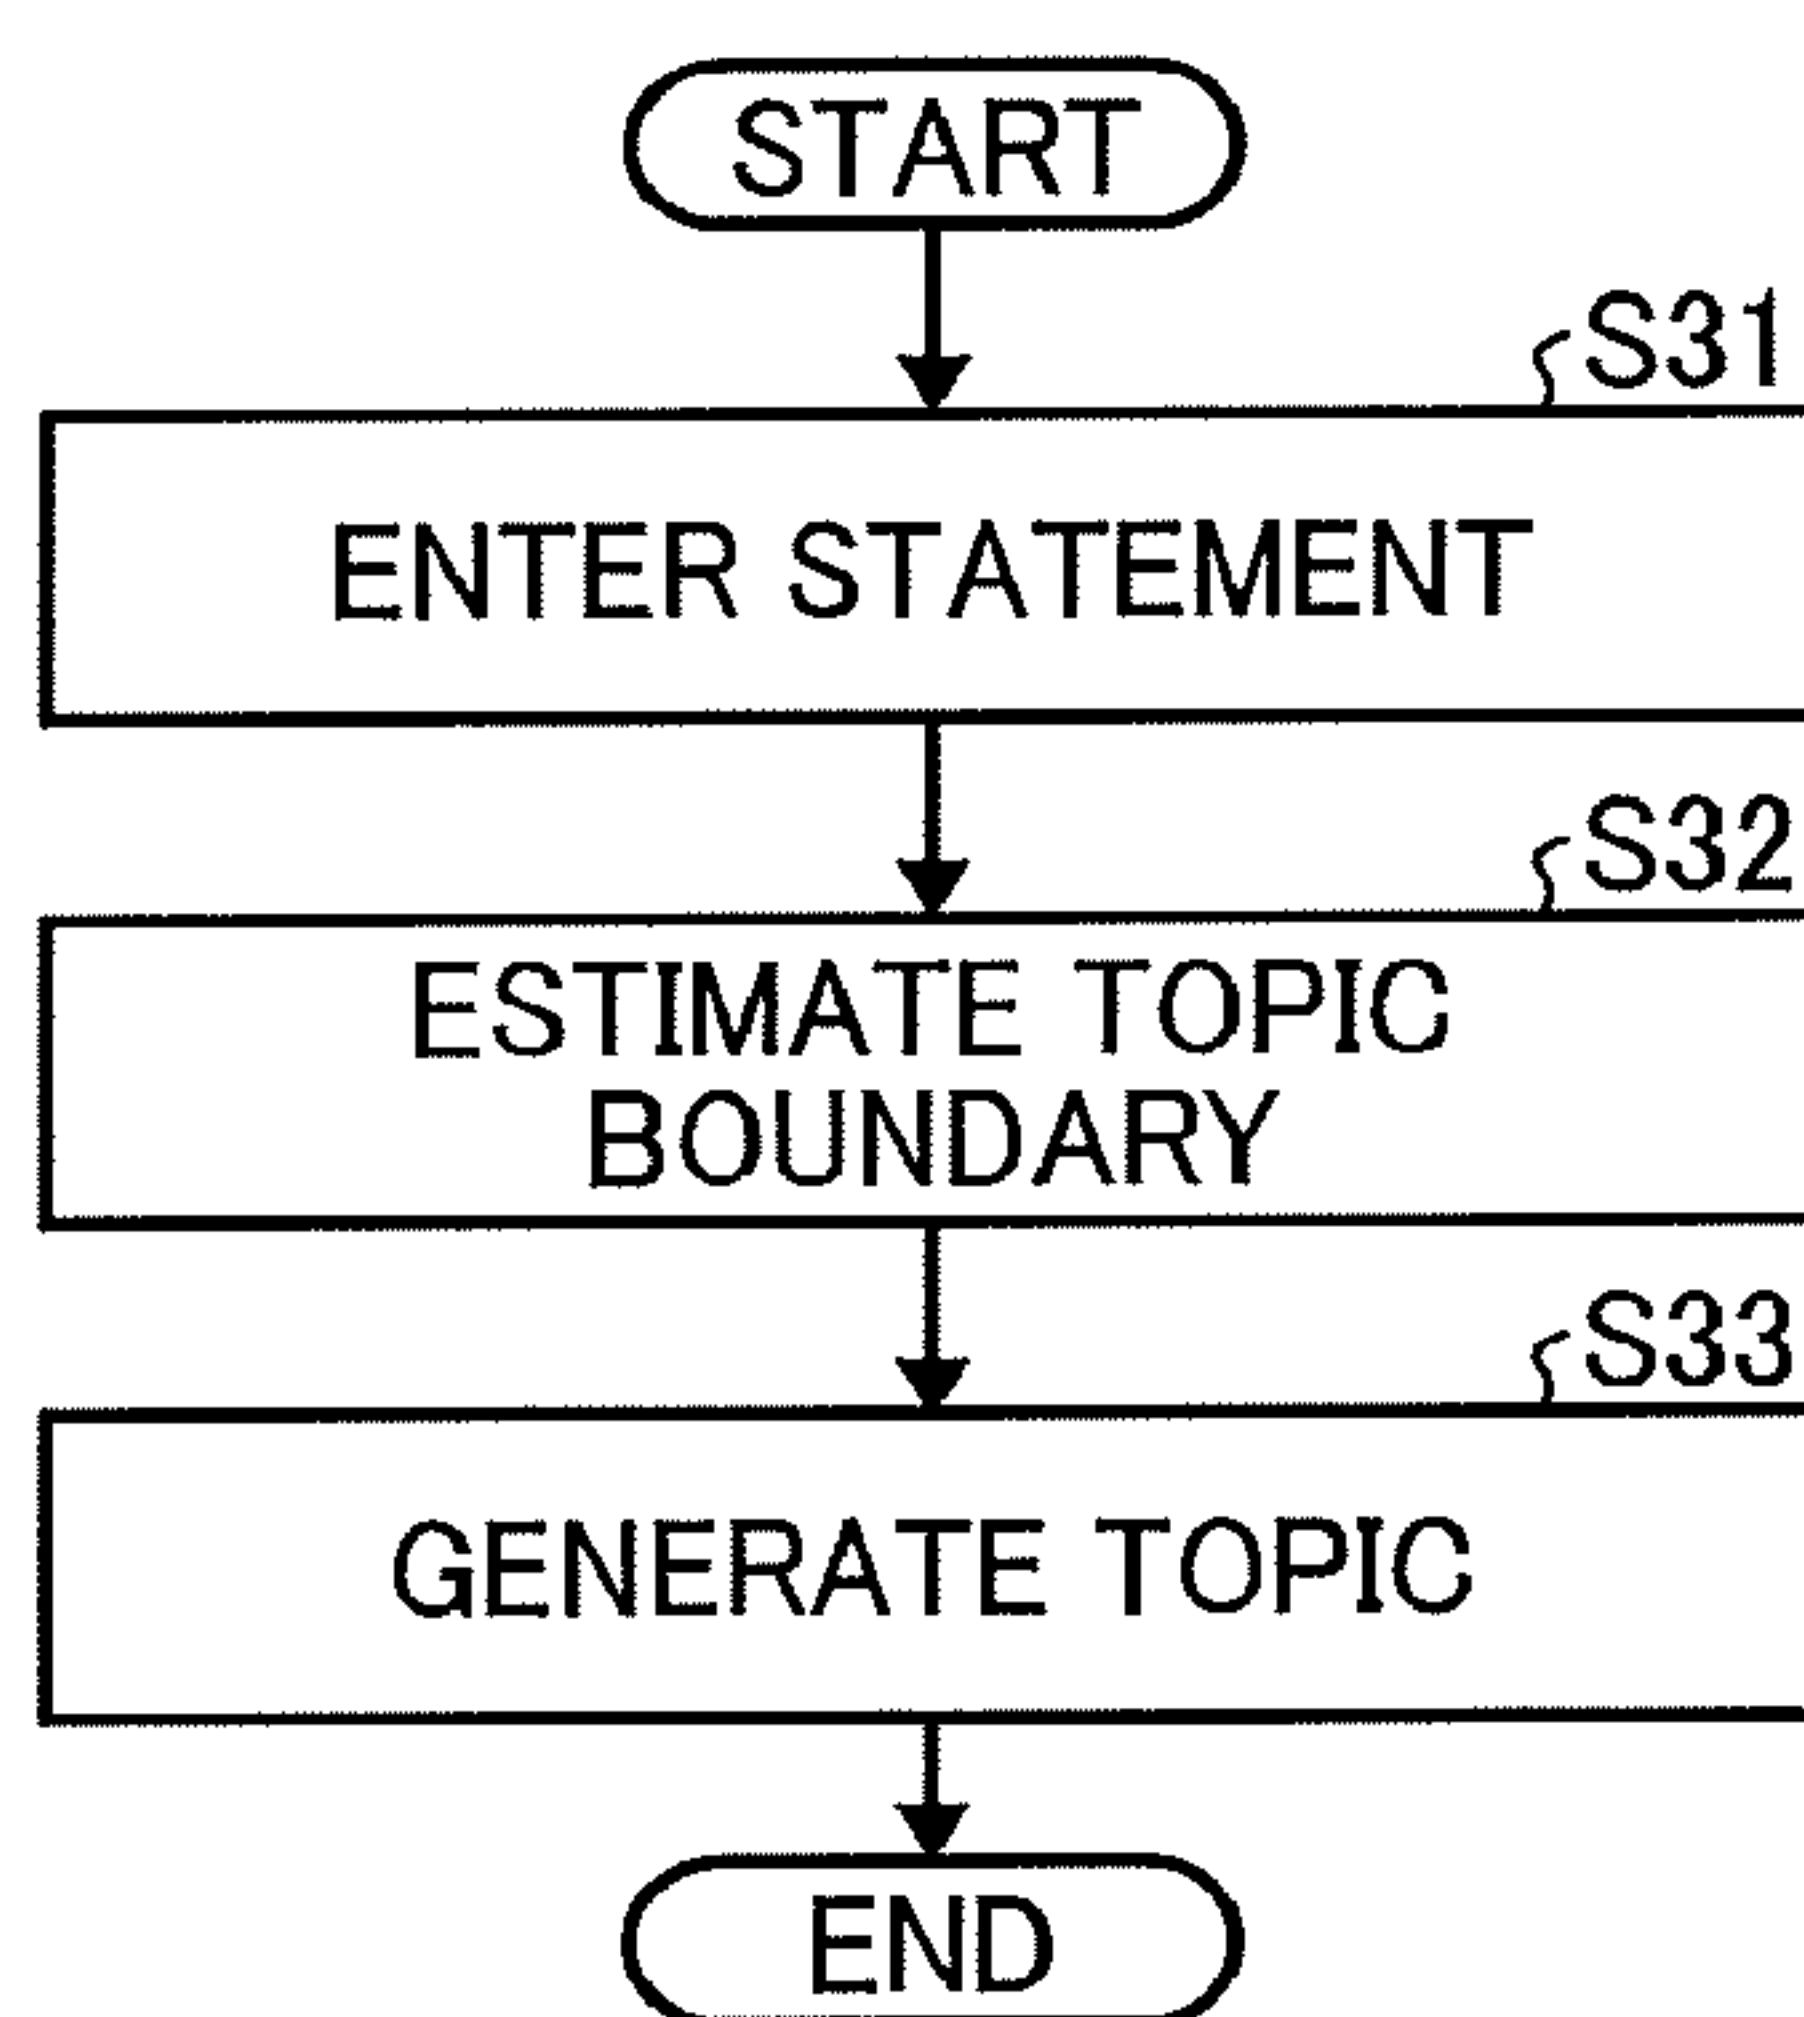 START
S31
ENTER STATEMENT
S32
ESTIMATE TOPIC
BOUNDARY
S33
GENERATE TOPIC
END